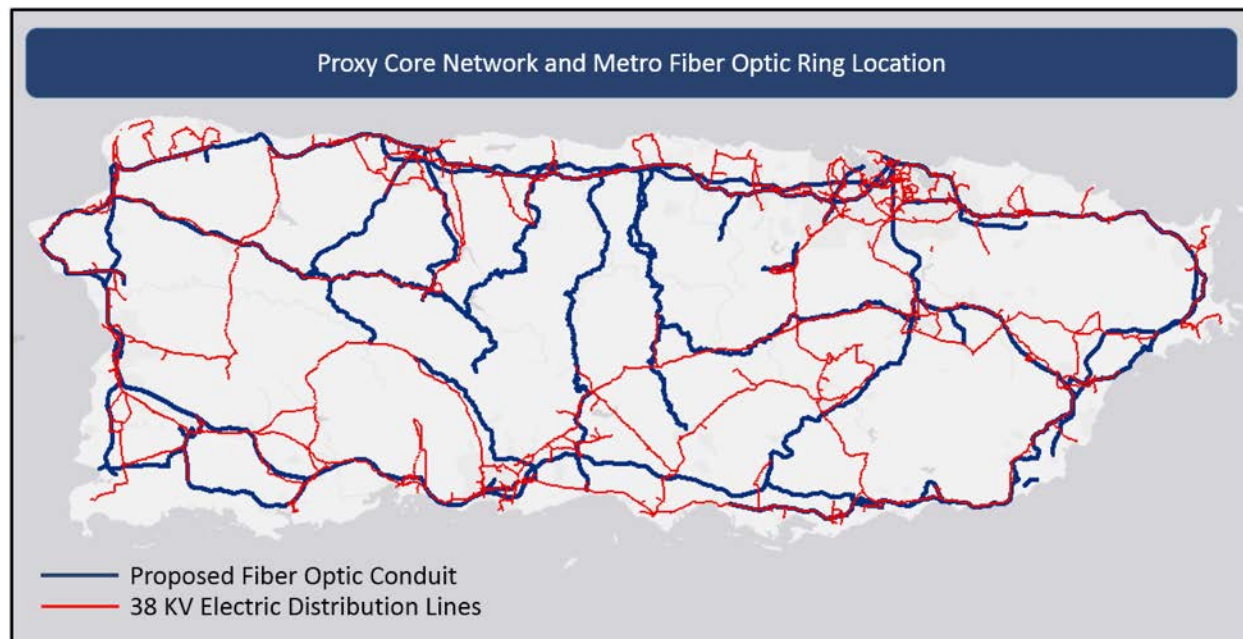 Proxy Core Network and Metro Fiber Optic Ring Location
Proposed Fiber Optic Conduit
38 KV Electric Distribution Lines